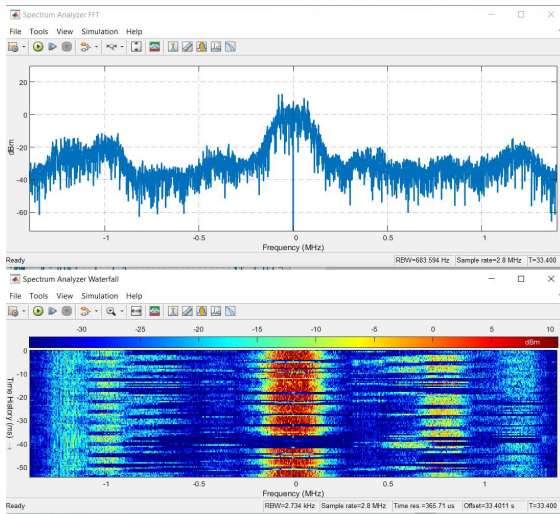 Spectrum Analyzer FFT
File Tools View Simulation Help
20
0
-20
-40
-60
dBm
-1 -0.5 0 0.5 1
Frequency (MHz)
Ready RBW=683.594 Hz Sample rate=2.8 MHz T=33.400
Spectrum Analyzer Waterfall
File Tools View Simulation Help
-30 -25 -20 -15 -10 -5 0 5 10
dBm
0
-10
-20
-30
-40
-50
Time History (ms) →
-1 -0.5 0 0.5 1
Frequency (MHz)
Ready RBW=2.734 kHz Sample rate=2.8 MHz Time res.=365.71 us Offset=33.4011 s T=33.400